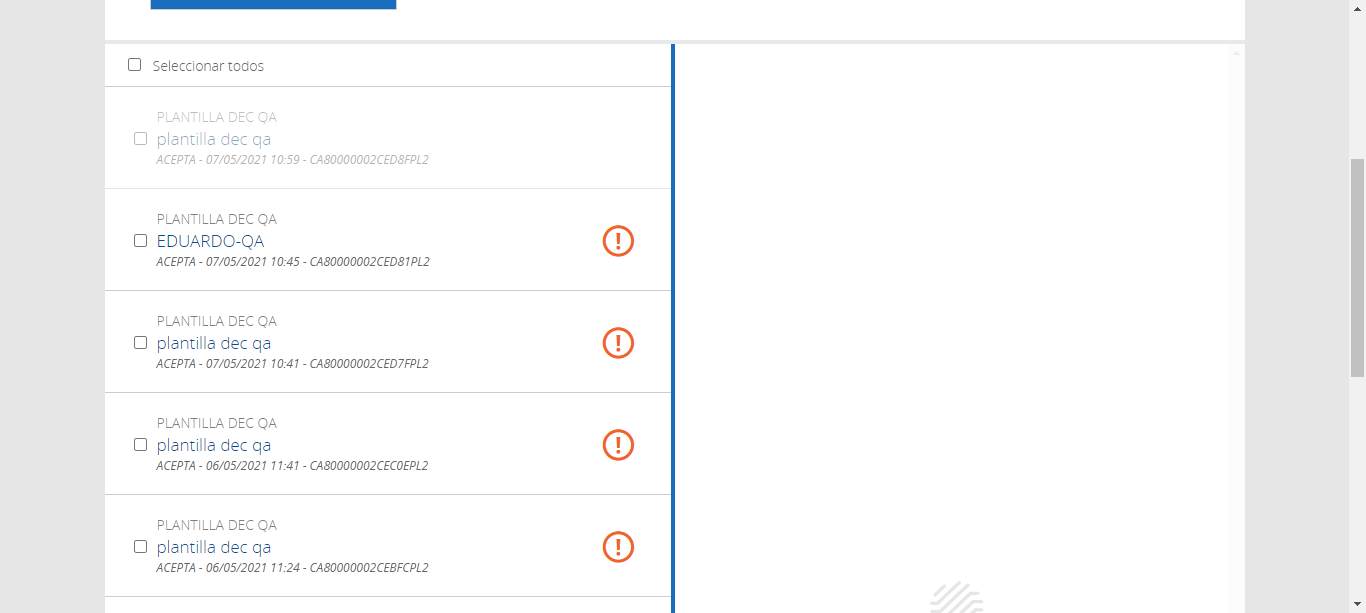 Seleccionar todos
PLANTILLA DEC QA
plantilla dec qa
ACEPTA - 07/05/2021 10:59 - CA80000002CED8FPL2
PLANTILLA DEC QA
EDUARDO-QA
ACEPTA - 07/05/2021 10:45 - CA80000002CED81PL2
PLANTILLA DEC QA
plantilla dec qa
ACEPTA - 07/05/2021 10:41 - CA80000002CED7FPL2
PLANTILLA DEC QA
plantilla dec qa
ACEPTA - 06/05/2021 11:41 - CA80000002CEC0EPL2
PLANTILLA DEC QA
plantilla dec qa
ACEPTA - 06/05/2021 11:24 - CA80000002CEBFCPL2